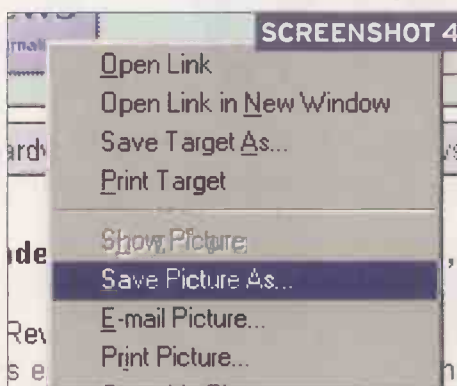 SCREENSHOT 4
Open Link
Open Link in New Window
Save Target As...
Print Target
Show Picture
Save Picture As...
E-mail Picture...
Print Picture...